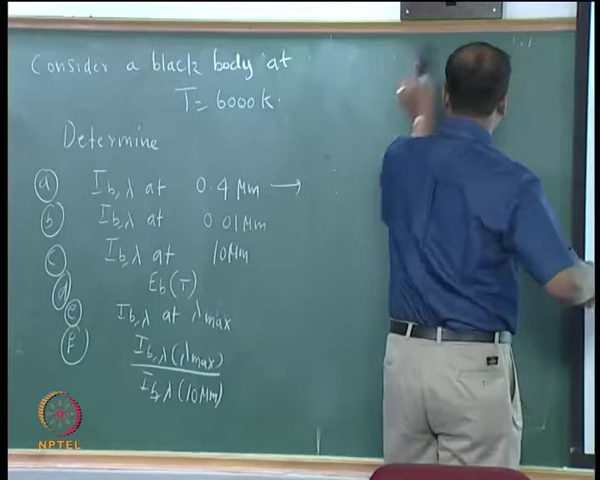 Consider a black body at
T = 6000 K.
Determine
(a) Ib,λ at 0.4 μm →
(b) Ib,λ at 0.01 μm
(c) Ib,λ at 10 μm
(d) Eb(T)
(e) Ib,λ at λmax
(f) Ib,λ(λmax)
Ib,λ(10 μm)
NPTEL